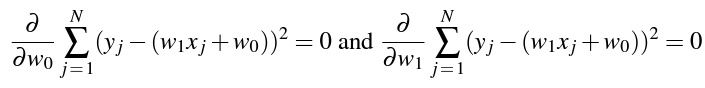 ∂/∂w₀ ∑_{j=1}^{N} (y_j − (w₁x_j + w₀))² = 0 and ∂/∂w₁ ∑_{j=1}^{N} (y_j − (w₁x_j + w₀))² = 0